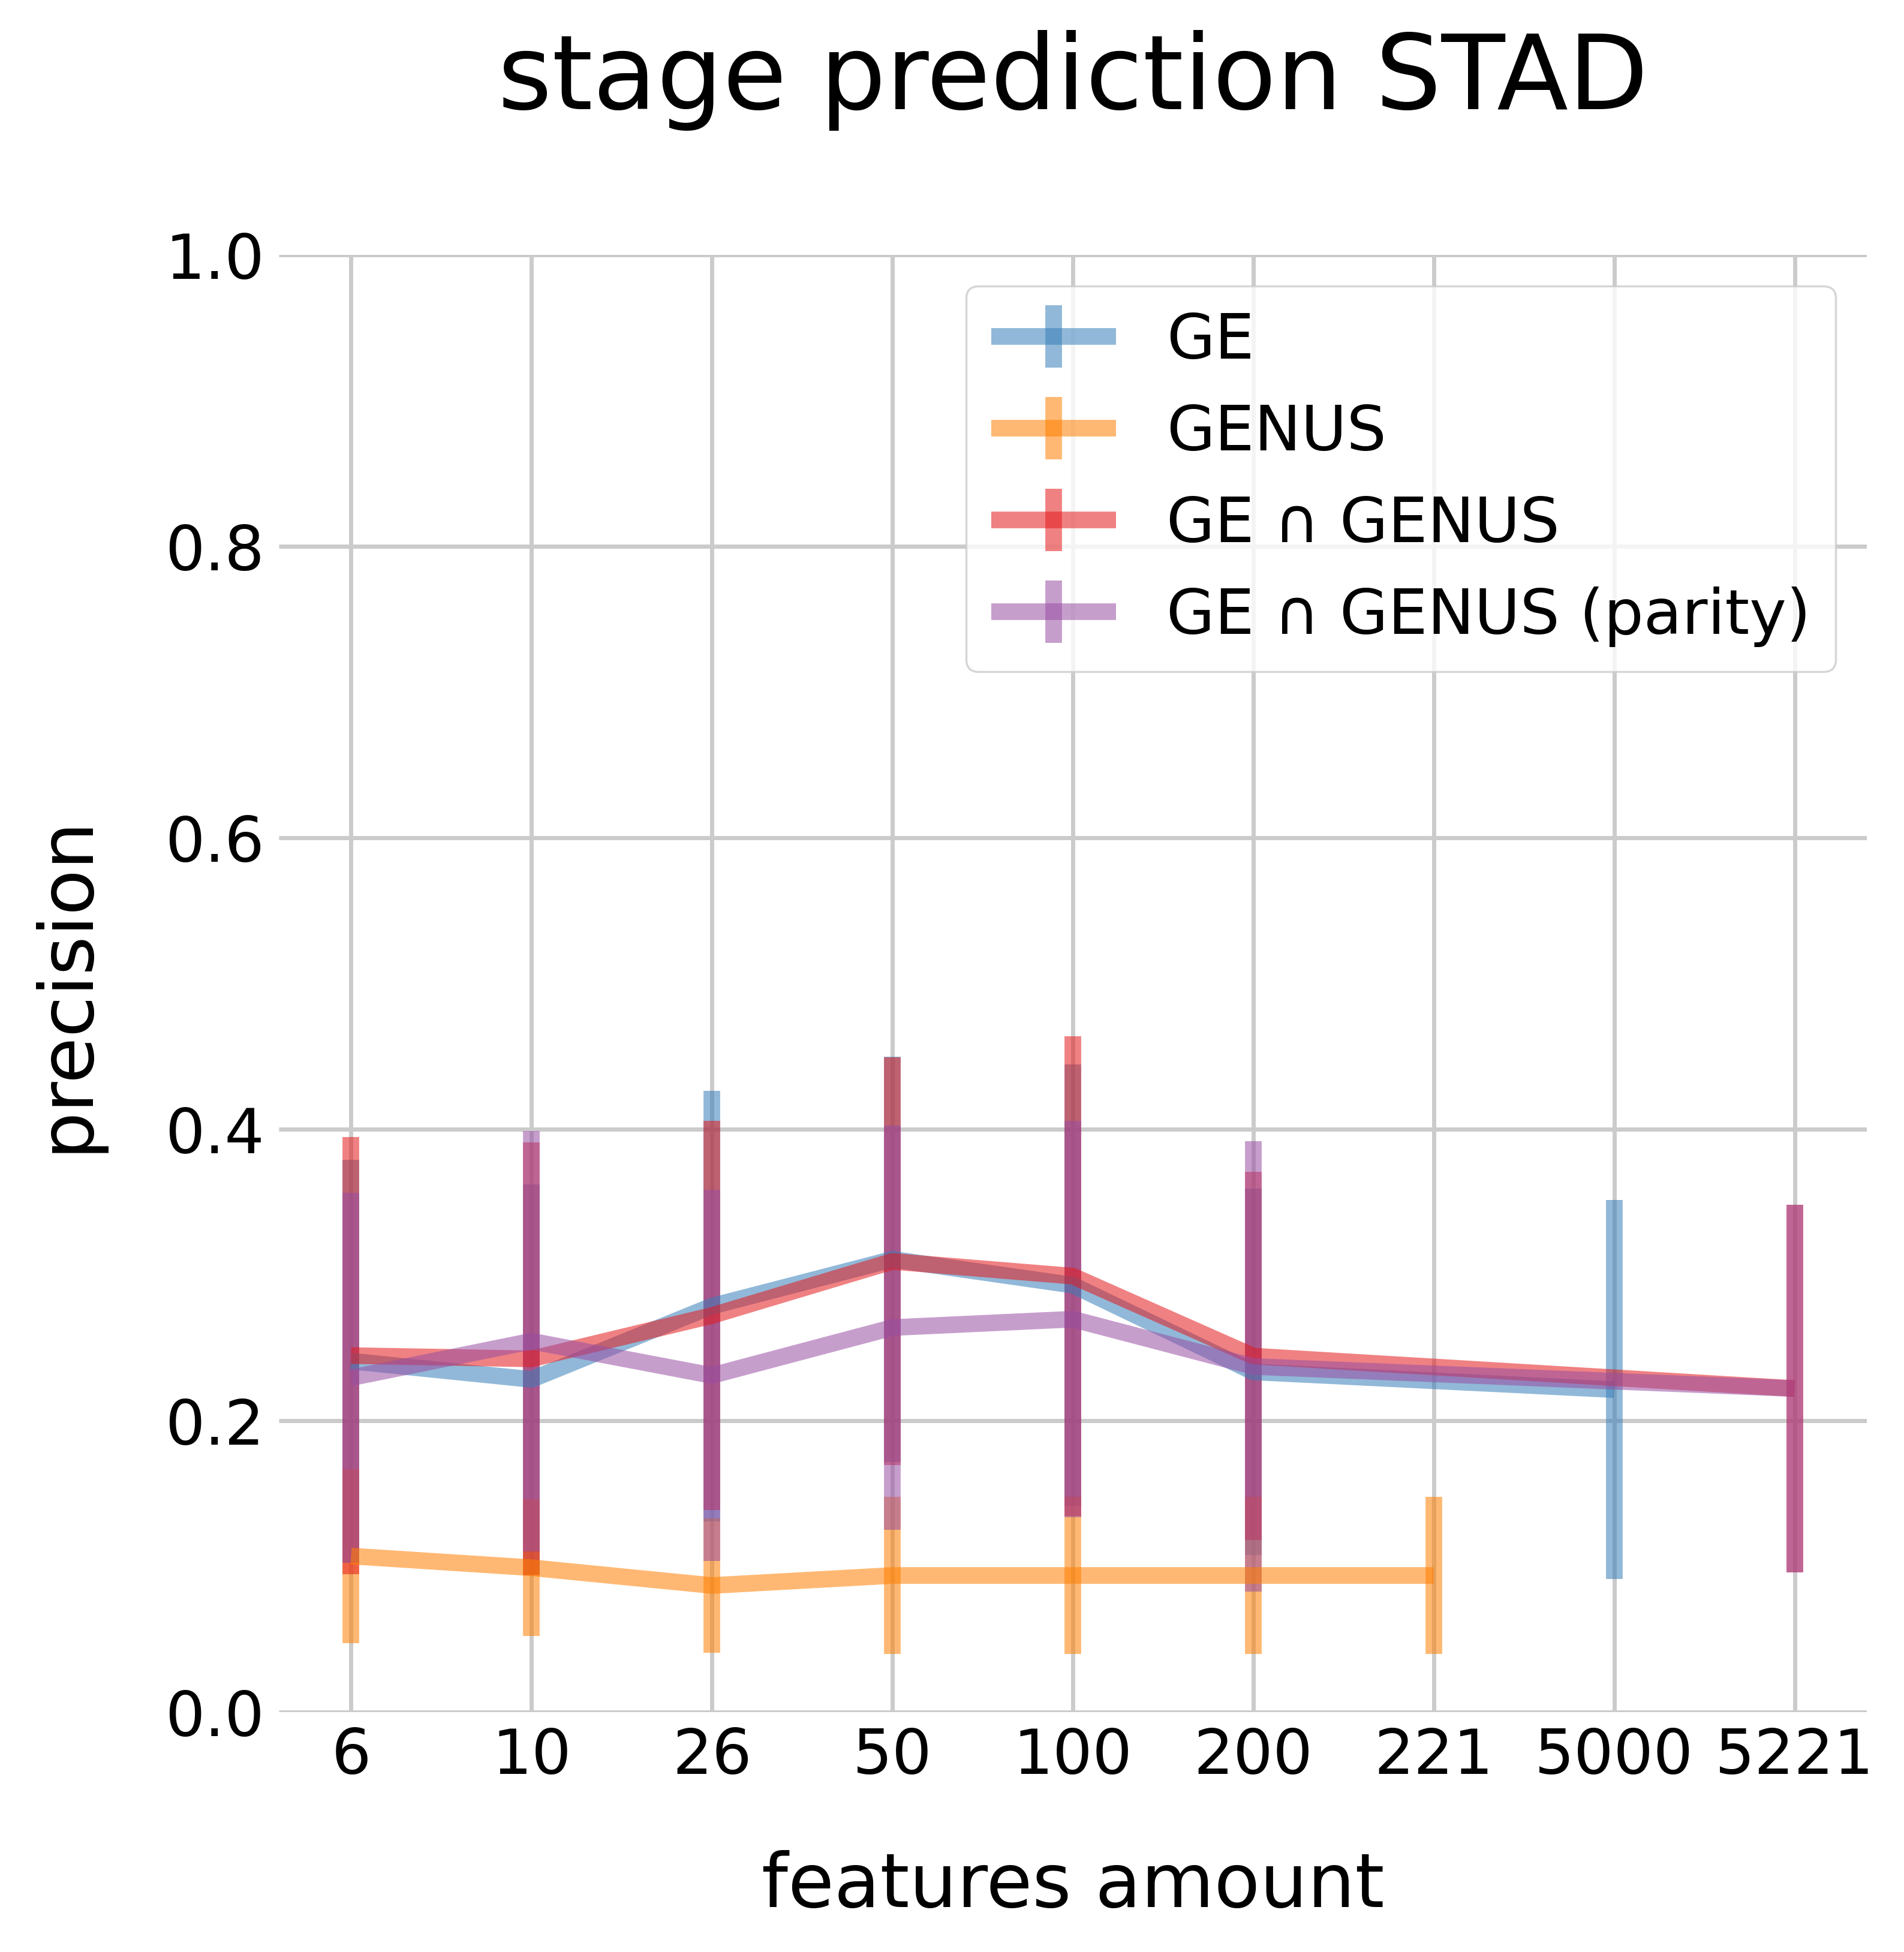 stage prediction STAD
1.0
0.8
0.6
0.4
0.2
0.0
precision
GE
GENUS
GE ∩ GENUS
GE ∩ GENUS (parity)
6 10 26 50 100 200 221 5000 5221
features amount